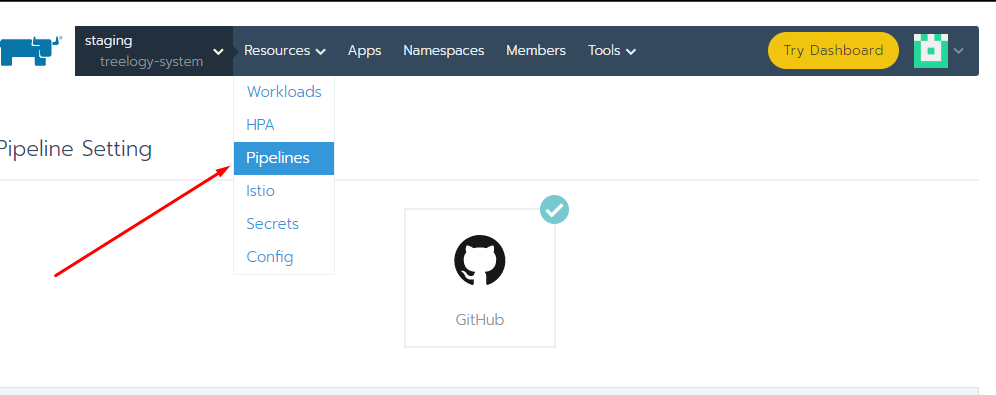 staging
treelogy-system
Resources Apps Namespaces Members Tools Try Dashboard
Workloads
HPA
Pipeline Setting
Pipelines
Istio
Secrets
Config
GitHub